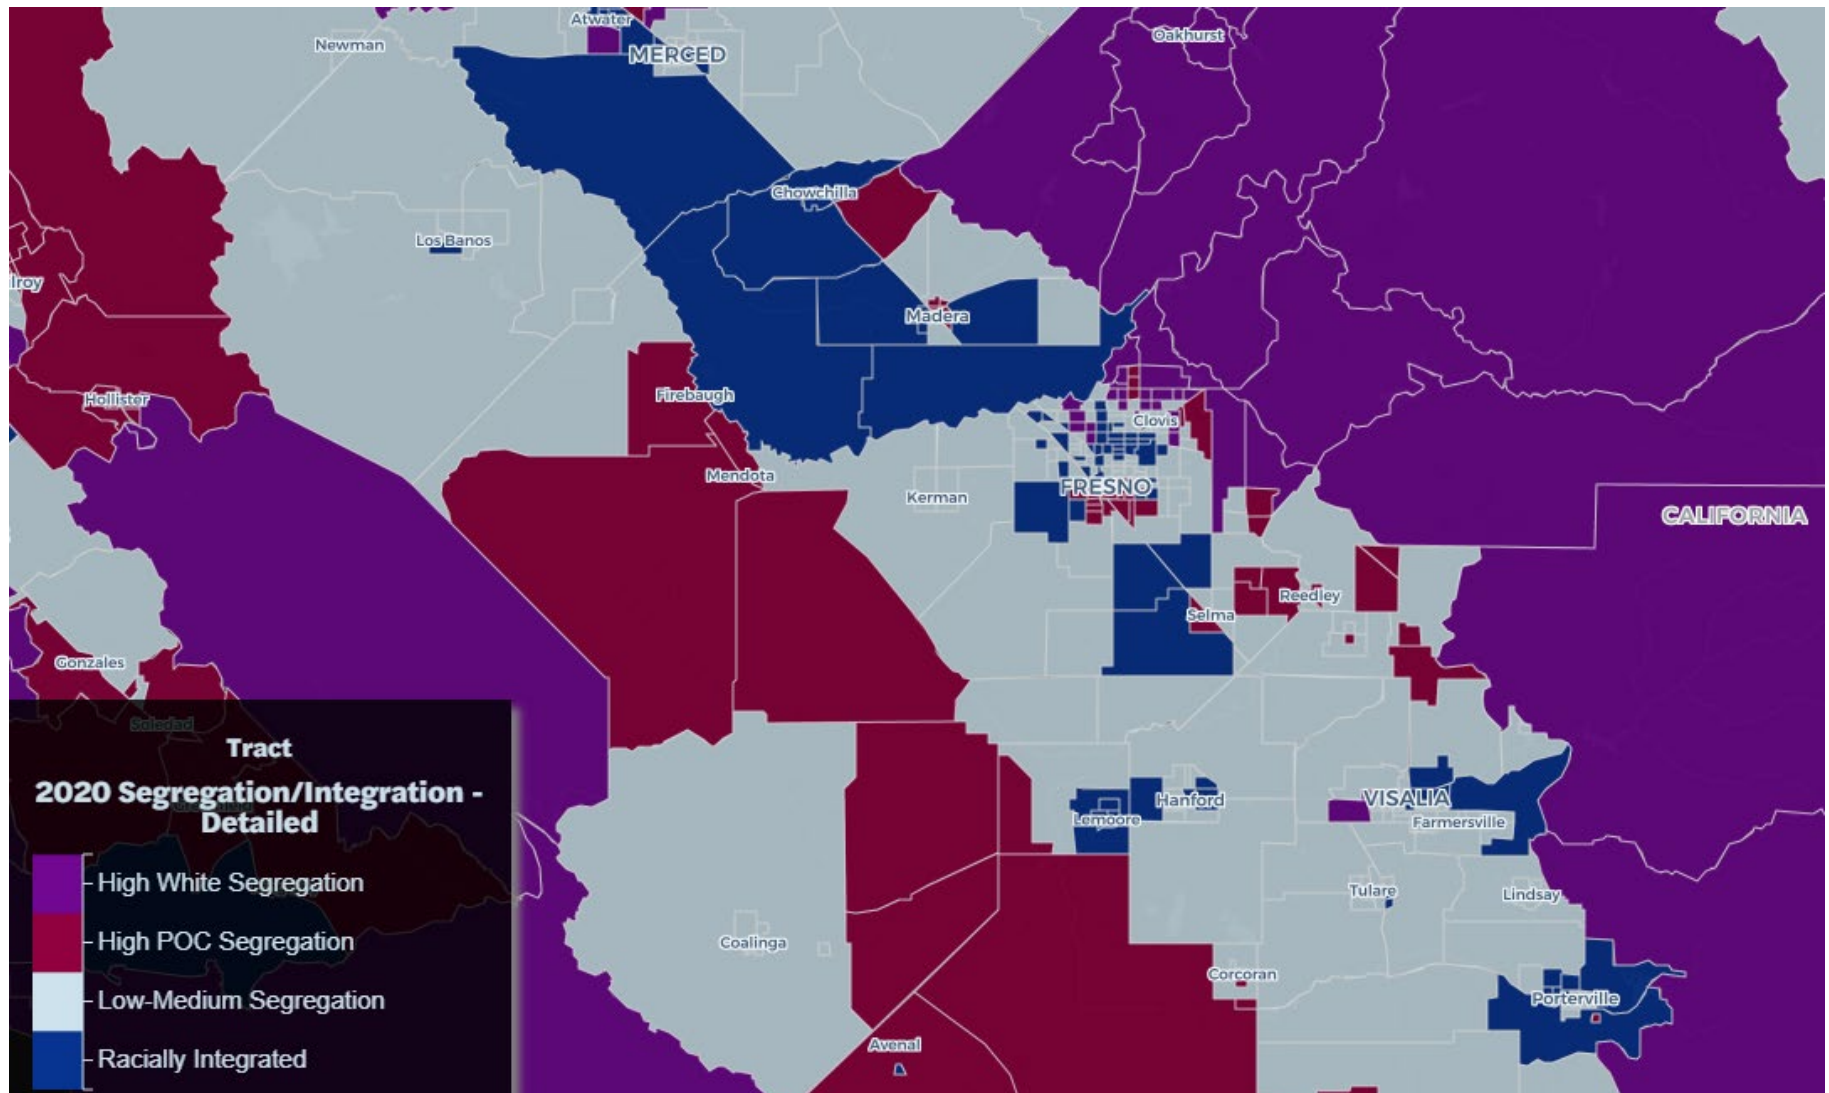 Atwater
Oakhurst
Newman
MERCED
Chowchilla
Los Banos
lroy
Madera
Firebaugh
Hollister
Clovis
Mendota
FRESNO
Kerman
CALIFORNIA
Reedley
Selma
Gonzales
Soledad
Tract
2020 Segregation/Integration -
Detailed
High White Segregation
High POC Segregation
Low-Medium Segregation
Racially Integrated
Hanford
VISALIA
Lemoore
Farmersville
Tulare
Lindsay
Coalinga
Corcoran
Porterville
Avenal